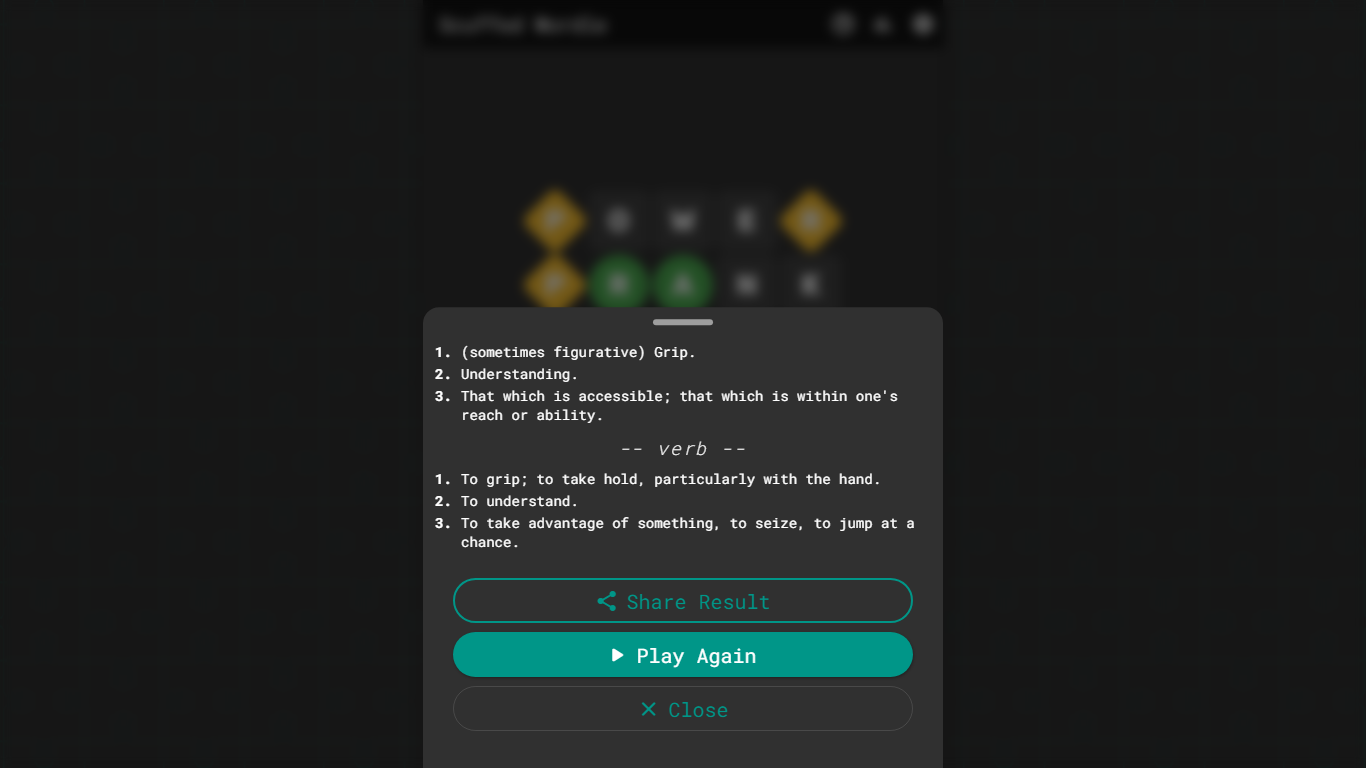 POWER
PRANK
1. (sometimes figurative) Grip.
2. Understanding.
3. That which is accessible; that which is within one's
reach or ability.
-- verb --
1. To grip; to take hold, particularly with the hand.
2. To understand.
3. To take advantage of something, to seize, to jump at a
chance.
Share Result
Play Again
Close